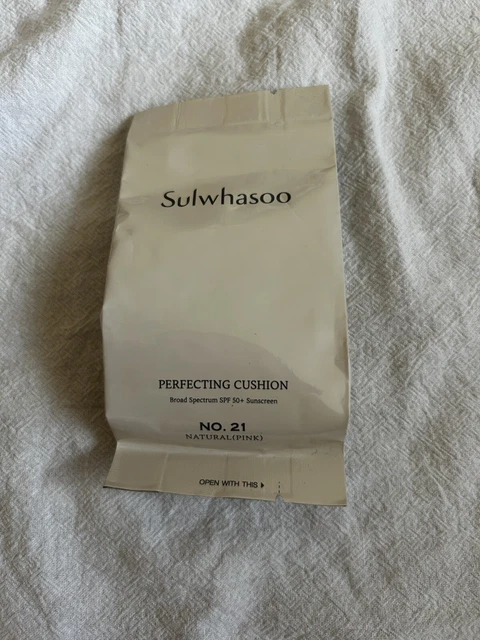 Sulwhasoo
PERFECTING CUSHION
Broad Spectrum SPF 50+ Sunscreen
NO. 21
NATURAL(PINK)
OPEN WITH THIS